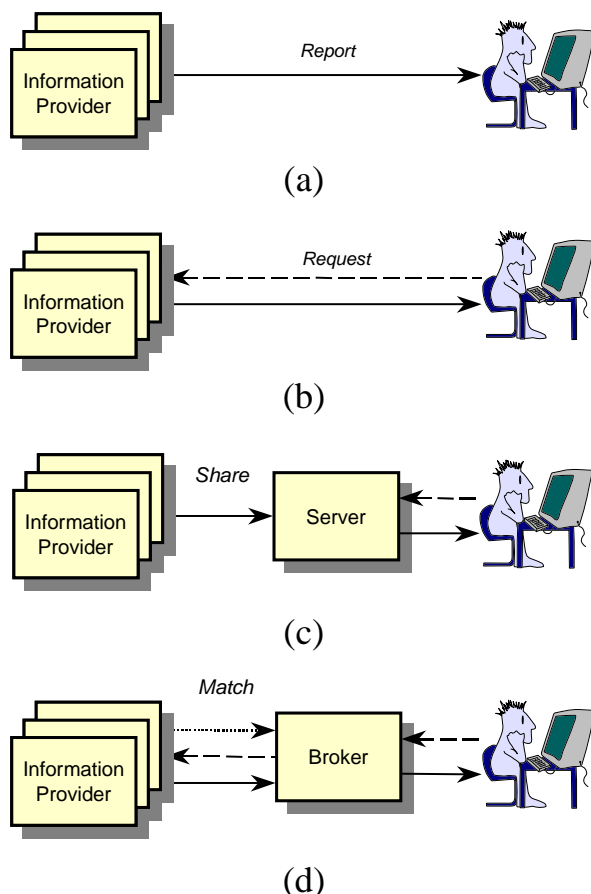 Report
Information
Provider
(a)
Request
Information
Provider
(b)
Share
Information
Provider
Server
(c)
Match
Information
Provider
Broker
(d)